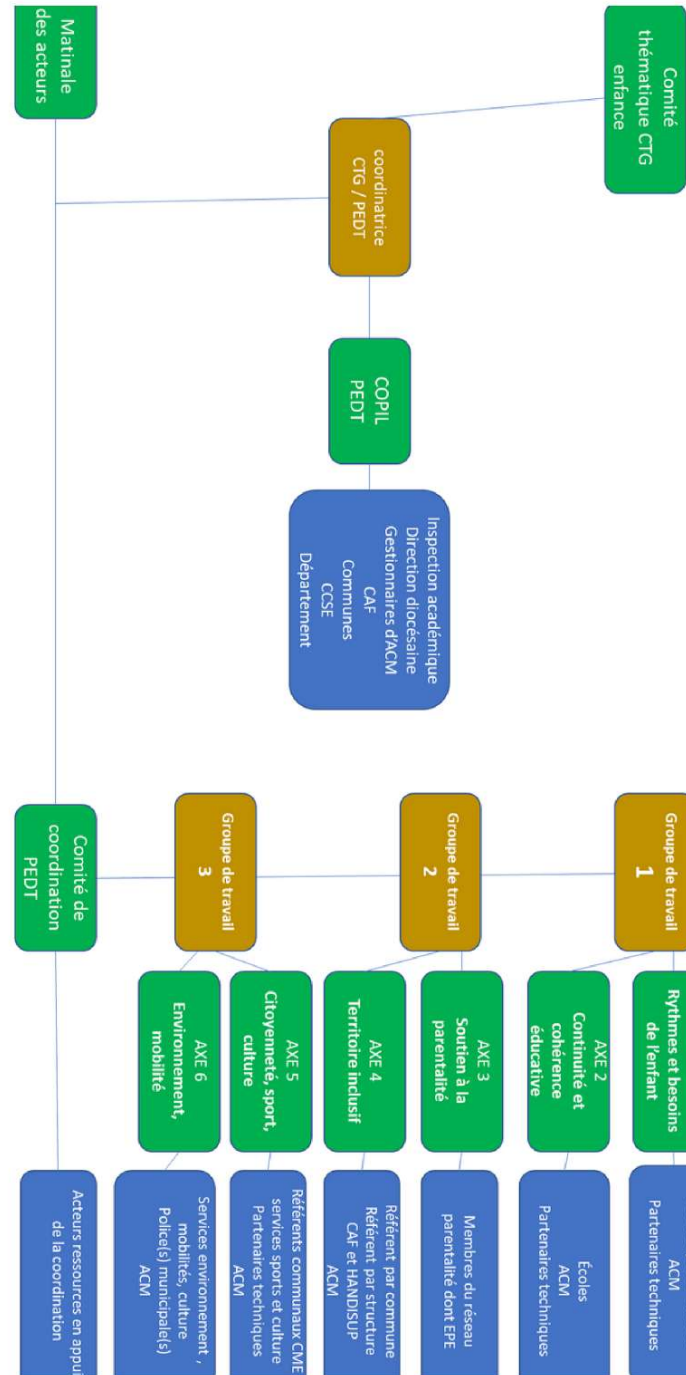 Comité
thématique CTG
enfance
Matinale
des acteurs
coordinatrice
CTG / PEDT
COPIL
PEDT
Inspection académique
Direction diocésaine
Gestionnaires d'ACM
CAF
Communes
CCSE
Département
Groupe de travail
1
Rythmes et besoins
de l'enfant
ACM
Partenaires techniques
AXE 2
Continuité et
cohérence
éducative
Écoles
ACM
Partenaires techniques
Groupe de travail
2
AXE 3
Soutien à la
parentalité
Membres du réseau
parentalité dont EPE
AXE 4
Territoire inclusif
Référent par commune
Référent par structure
CAF et HANDISUP
ACM
Groupe de travail
3
AXE 5
Citoyenneté, sport,
culture
Référents communaux CME
services sports et culture
Partenaires techniques
ACM
AXE 6
Environnement,
mobilité
Services environnement ,
mobilités, culture
Police(s) municipale(s)
ACM
Comité de
coordination
PEDT
Acteurs ressources en appui
de la coordination